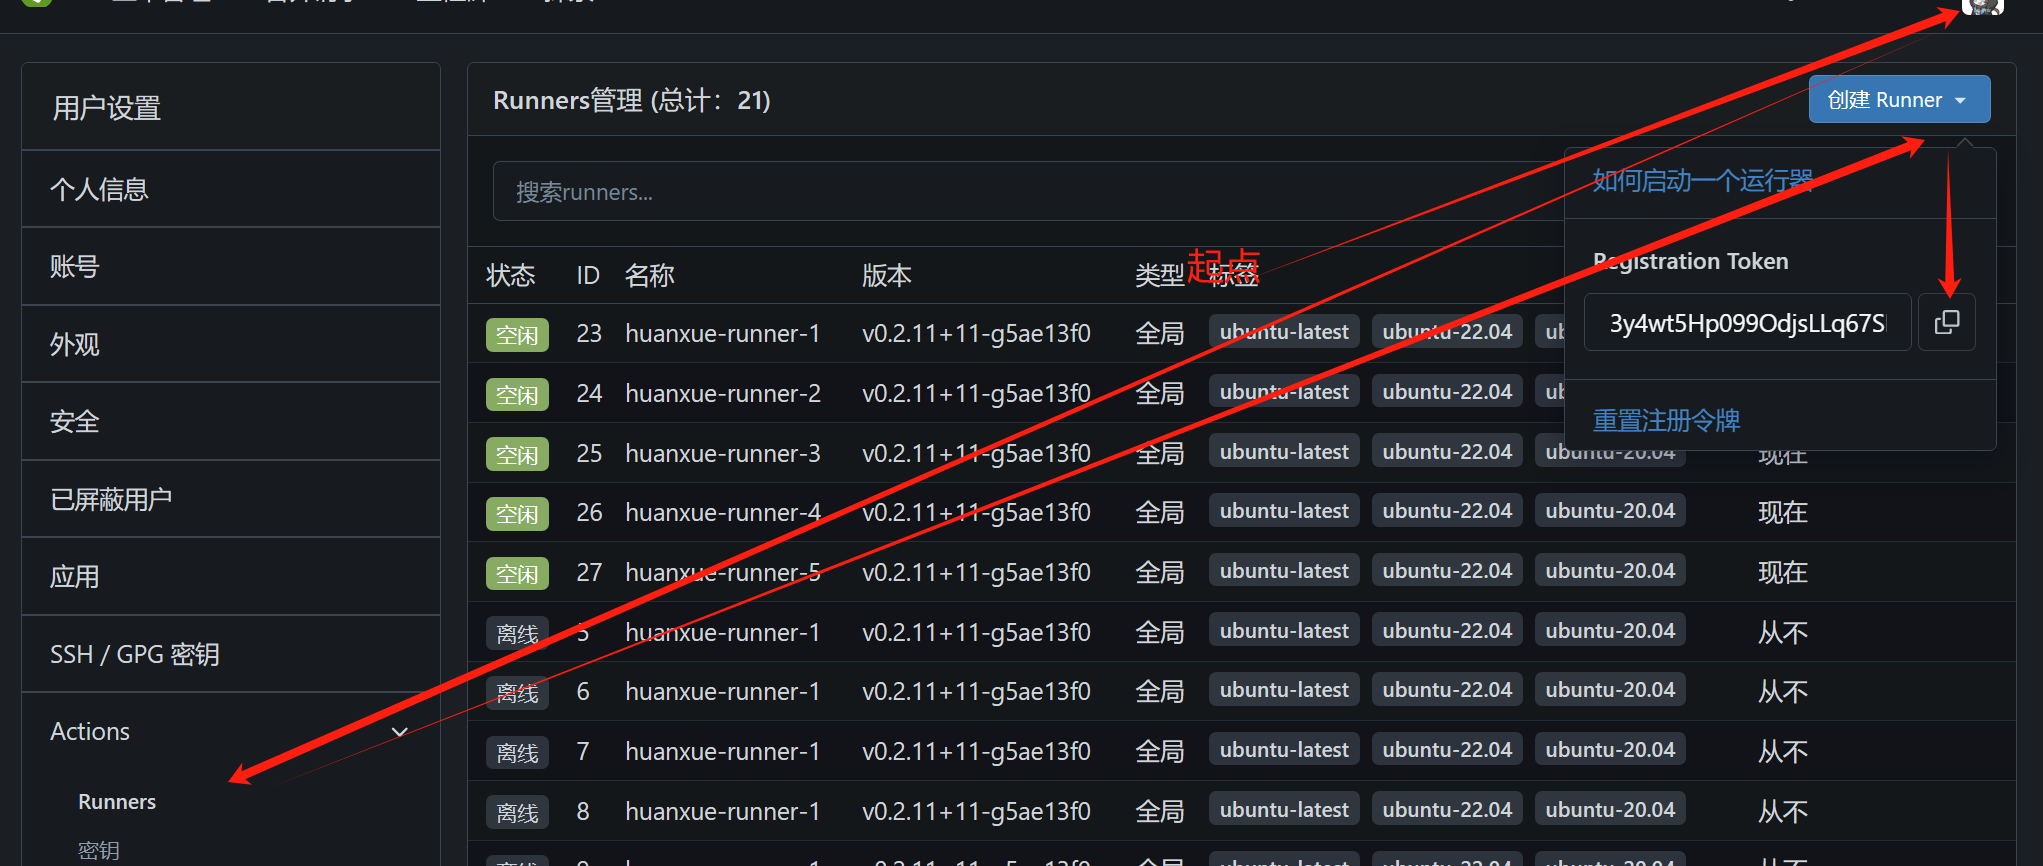 用户设置
个人信息
账号
外观
安全
已屏蔽用户
应用
SSH / GPG 密钥
Actions
Runners
密钥
Runners管理 (总计：21)
创建 Runner
搜索runners...
如何启动一个运行器
Registration Token
3y4wt5Hp099OdjsLLq67S
重置注册令牌
起点
状态 ID 名称 版本 类型 标签
空闲 23 huanxue-runner-1 v0.2.11+11-g5ae13f0 全局 ubuntu-latest ubuntu-22.04 ub
空闲 24 huanxue-runner-2 v0.2.11+11-g5ae13f0 全局 ubuntu-latest ubuntu-22.04 ub
空闲 25 huanxue-runner-3 v0.2.11+11-g5ae13f0 全局 ubuntu-latest ubuntu-22.04 ubuntu-20.04 现在
空闲 26 huanxue-runner-4 v0.2.11+11-g5ae13f0 全局 ubuntu-latest ubuntu-22.04 ubuntu-20.04 现在
空闲 27 huanxue-runner-5 v0.2.11+11-g5ae13f0 全局 ubuntu-latest ubuntu-22.04 ubuntu-20.04 现在
离线 5 huanxue-runner-1 v0.2.11+11-g5ae13f0 全局 ubuntu-latest ubuntu-22.04 ubuntu-20.04 从不
离线 6 huanxue-runner-1 v0.2.11+11-g5ae13f0 全局 ubuntu-latest ubuntu-22.04 ubuntu-20.04 从不
离线 7 huanxue-runner-1 v0.2.11+11-g5ae13f0 全局 ubuntu-latest ubuntu-22.04 ubuntu-20.04 从不
离线 8 huanxue-runner-1 v0.2.11+11-g5ae13f0 全局 ubuntu-latest ubuntu-22.04 ubuntu-20.04 从不